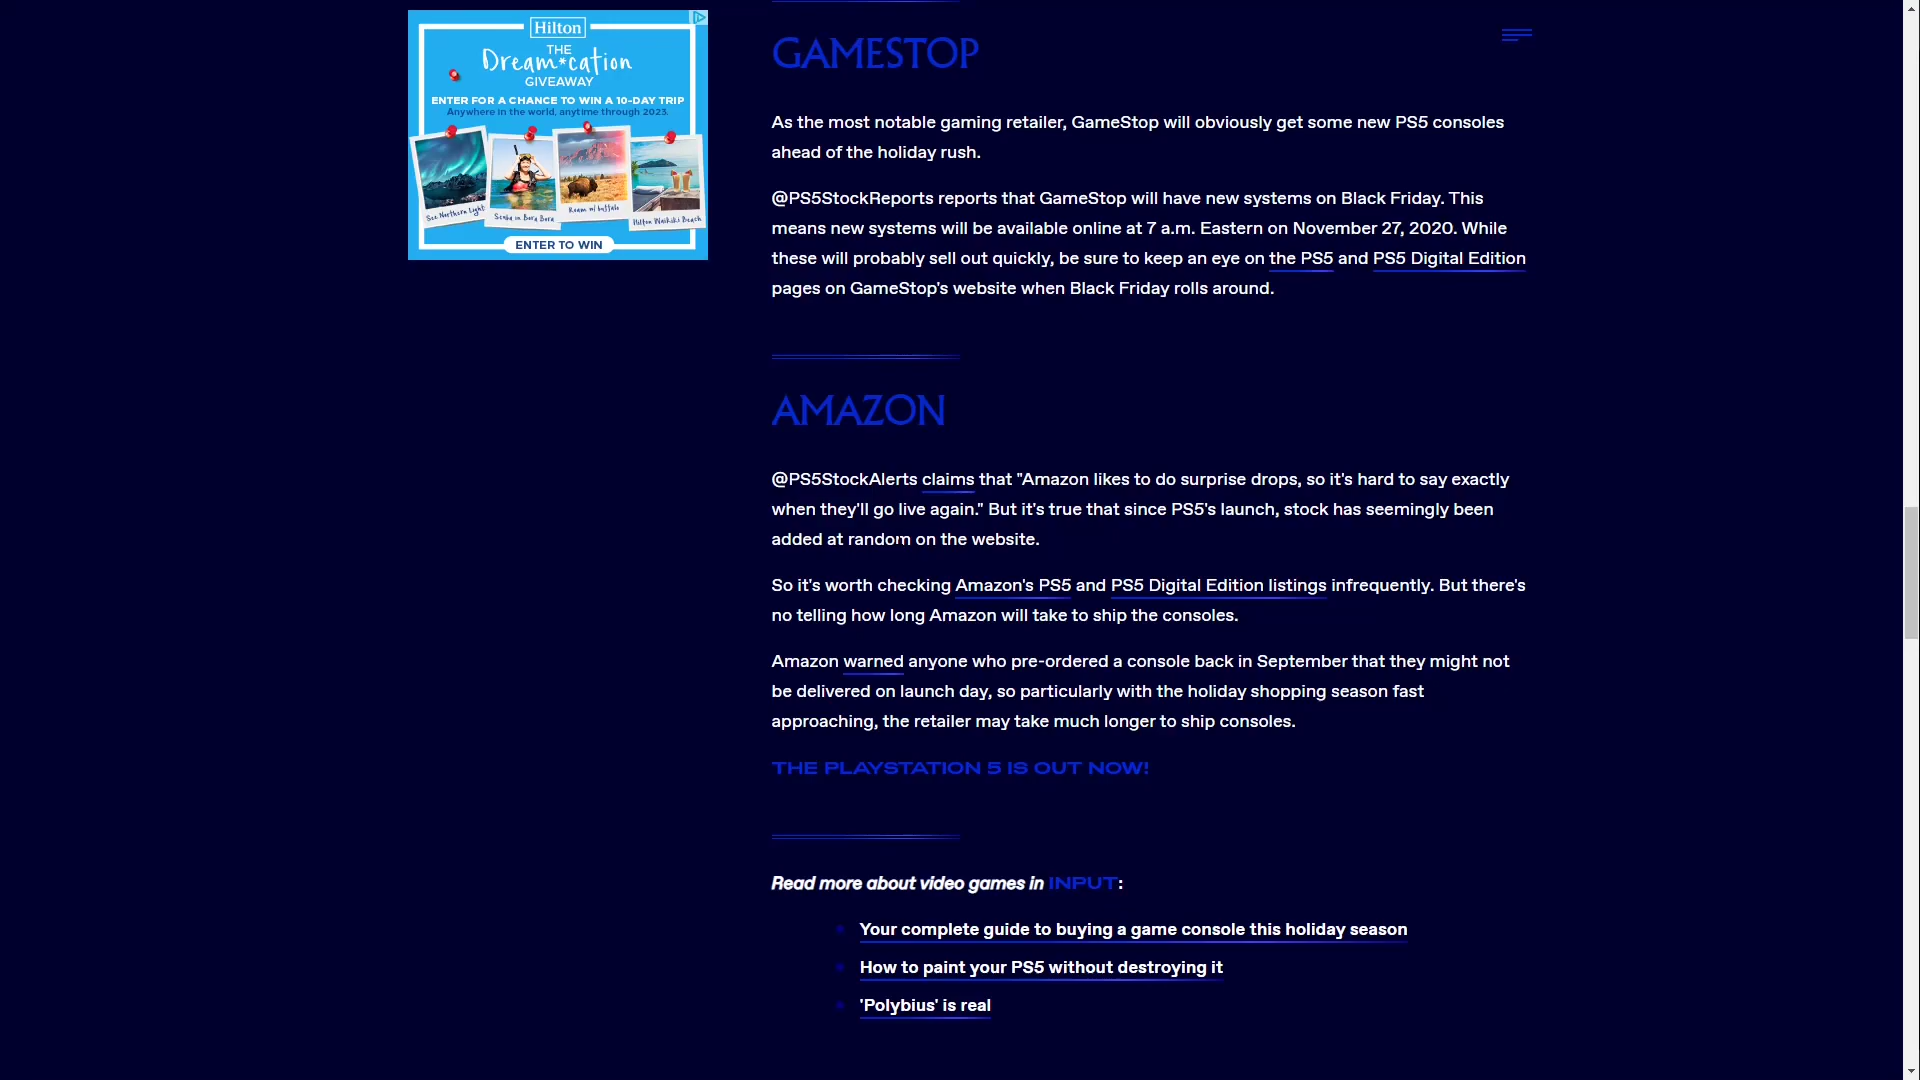 Hilton
THE
Dream*cation
GIVEAWAY
ENTER FOR A CHANCE TO WIN A 10-DAY TRIP
Anywhere in the world, anytime through 2023.
See Northern Light
Scuba in Bora Bora
Roam w/ buffalo
Hilton Waikiki Beach
ENTER TO WIN
GAMESTOP
As the most notable gaming retailer, GameStop will obviously get some new PS5 consoles
ahead of the holiday rush.
@PS5StockReports reports that GameStop will have new systems on Black Friday. This
means new systems will be available online at 7 a.m. Eastern on November 27, 2020. While
these will probably sell out quickly, be sure to keep an eye on the PS5 and PS5 Digital Edition
pages on GameStop's website when Black Friday rolls around.
AMAZON
@PS5StockAlerts claims that "Amazon likes to do surprise drops, so it's hard to say exactly
when they'll go live again." But it's true that since PS5's launch, stock has seemingly been
added at random on the website.
So it's worth checking Amazon's PS5 and PS5 Digital Edition listings infrequently. But there's
no telling how long Amazon will take to ship the consoles.
Amazon warned anyone who pre-ordered a console back in September that they might not
be delivered on launch day, so particularly with the holiday shopping season fast
approaching, the retailer may take much longer to ship consoles.
THE PLAYSTATION 5 IS OUT NOW!
Read more about video games in INPUT:
Your complete guide to buying a game console this holiday season
How to paint your PS5 without destroying it
'Polybius' is real